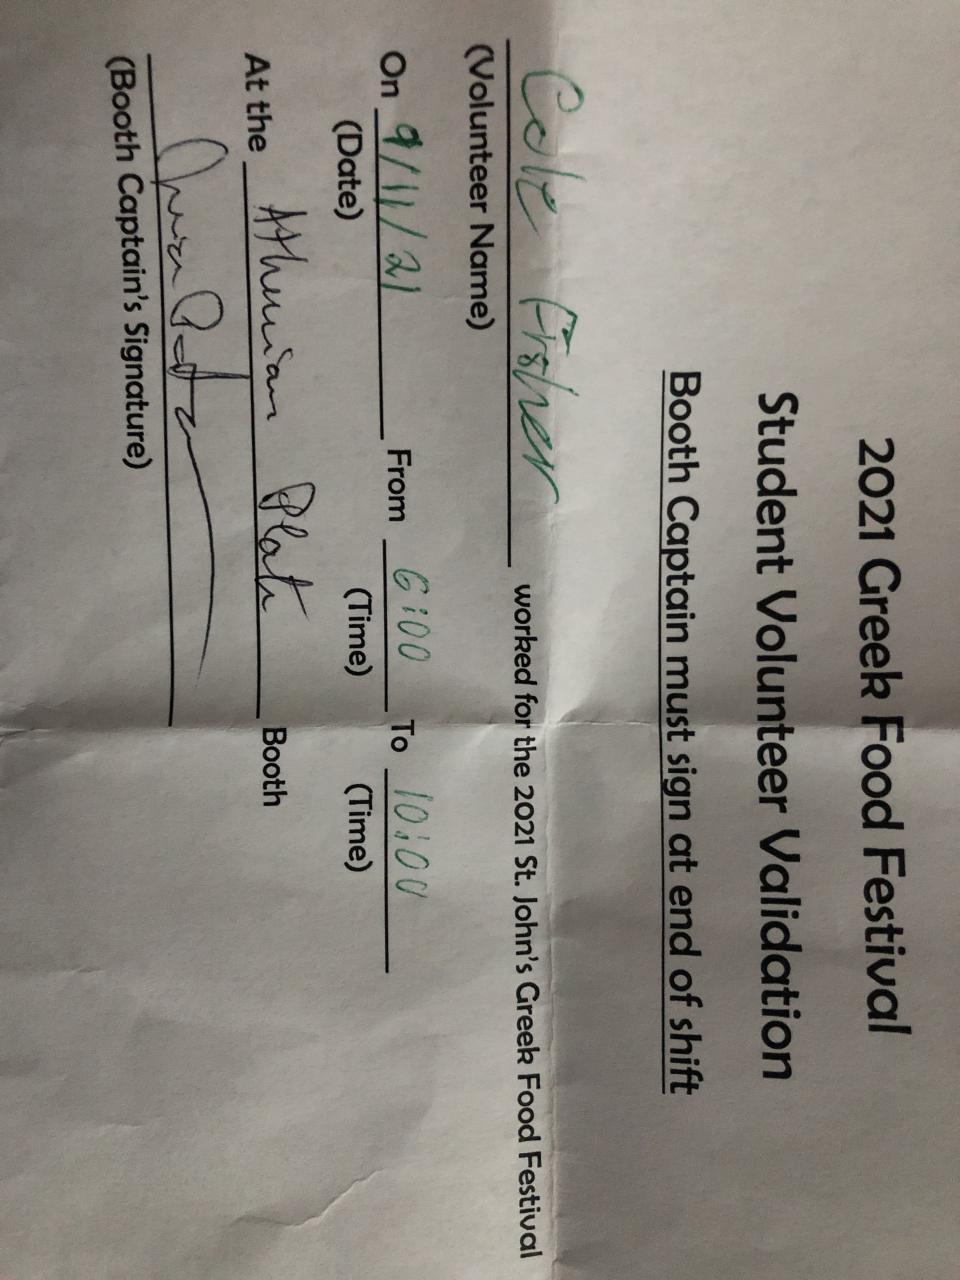 2021 Greek Food Festival
Student Volunteer Validation
Booth Captain must sign at end of shift
Cole Fisher worked for the 2021 St. John's Greek Food Festival
(Volunteer Name)
On 9/11/21 From 6:00 To 10:00
(Date) (Time) (Time)
At the Athenian Plate Booth
(Booth Captain's Signature)